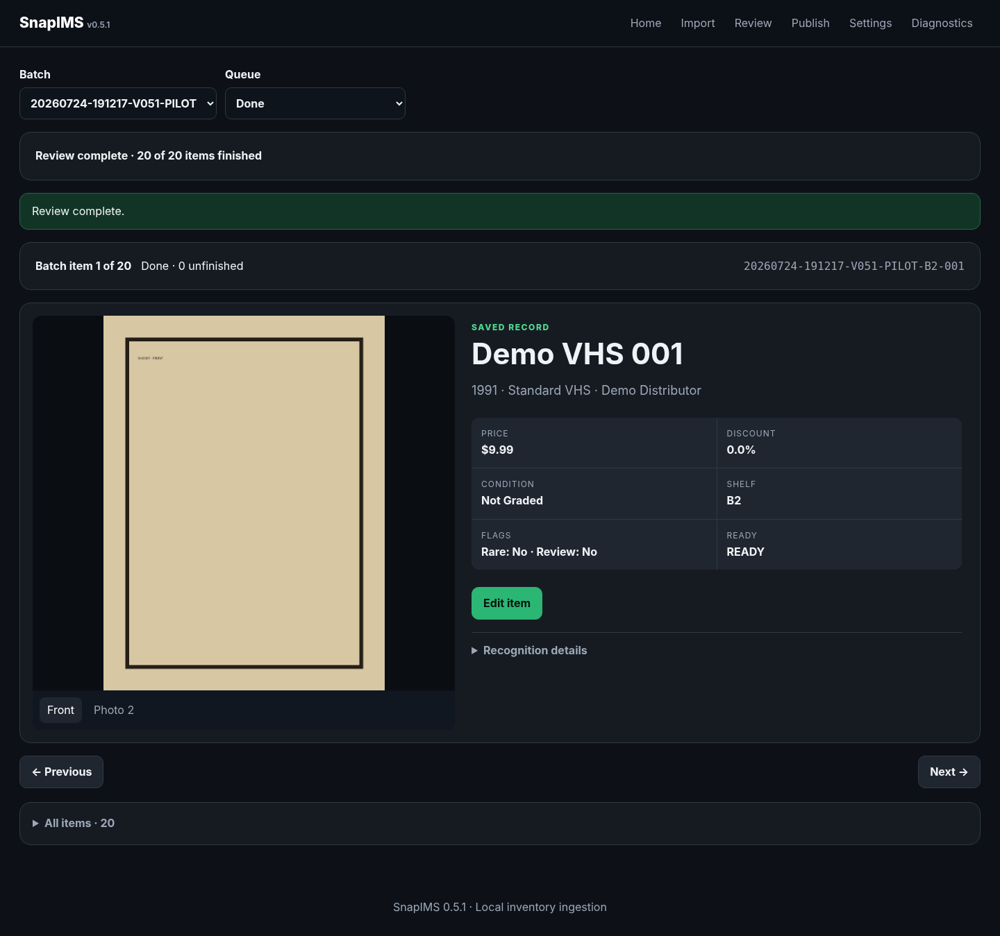 SnapIMS v0.5.1
Home Import Review Publish Settings Diagnostics
Batch Queue
20260724-191217-V051-PILOT Done
Review complete · 20 of 20 items finished
Review complete.
Batch item 1 of 20 Done · 0 unfinished 20260724-191217-V051-PILOT-B2-001
VHS001 - FRONT
SAVED RECORD
Demo VHS 001
1991 · Standard VHS · Demo Distributor
PRICE DISCOUNT
$9.99 0.0%
CONDITION SHELF
Not Graded B2
FLAGS READY
Rare: No · Review: No READY
Edit item
Recognition details
Front Photo 2
← Previous Next →
All items · 20
SnapIMS 0.5.1 · Local inventory ingestion